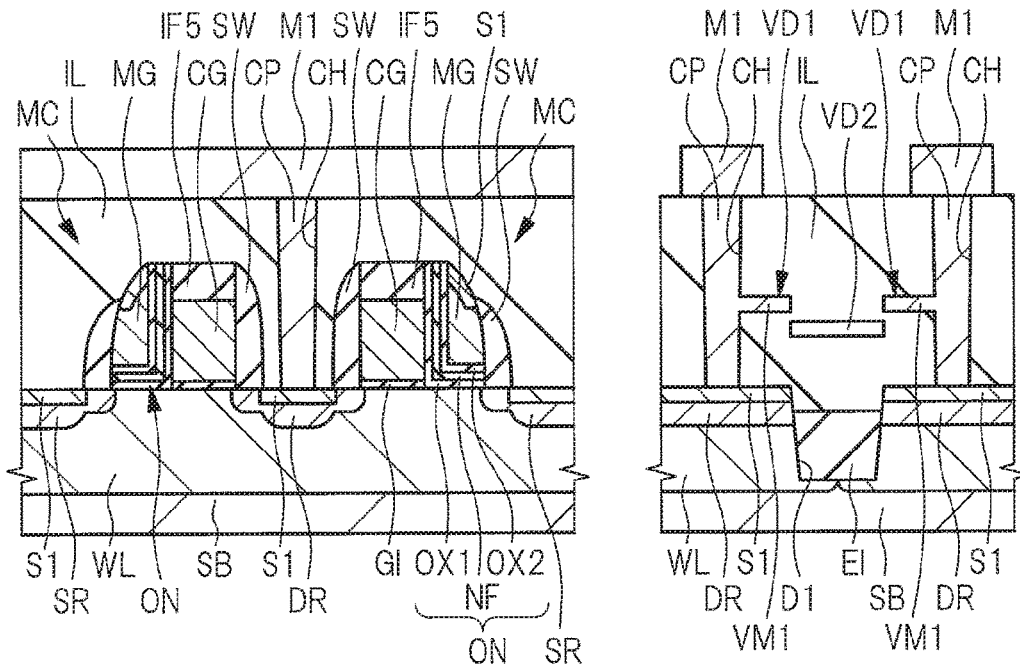 IF5 SW M1 SW IF5 S1
IL MG CG CP CH CG MG SW
MC MC
M1 VD1 VD1 M1
CP CH IL CP CH
VD2
S1 WL SB S1 GI OX1 OX2
SR ON DR NF
ON SR
WL S1 EI S1
DR D1 SB DR
VM1 VM1